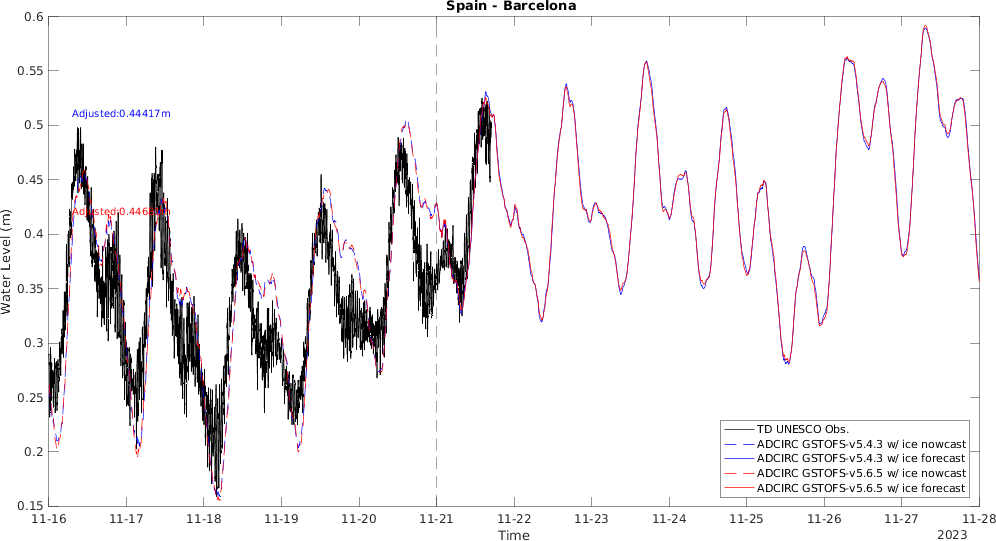 Spain - Barcelona
0.6
0.55
0.5
0.45
0.4
0.35
0.3
0.25
0.2
0.15
Water Level (m)
Adjusted:0.44417m
TD UNESCO Obs.
ADCIRC GSTOFS-v5.4.3 w/ ice nowcast
ADCIRC GSTOFS-v5.4.3 w/ ice forecast
ADCIRC GSTOFS-v5.6.5 w/ ice nowcast
ADCIRC GSTOFS-v5.6.5 w/ ice forecast
11-16 11-17 11-18 11-19 11-20 11-21 11-22 11-23 11-24 11-25 11-26 11-27 11-28
Time
2023